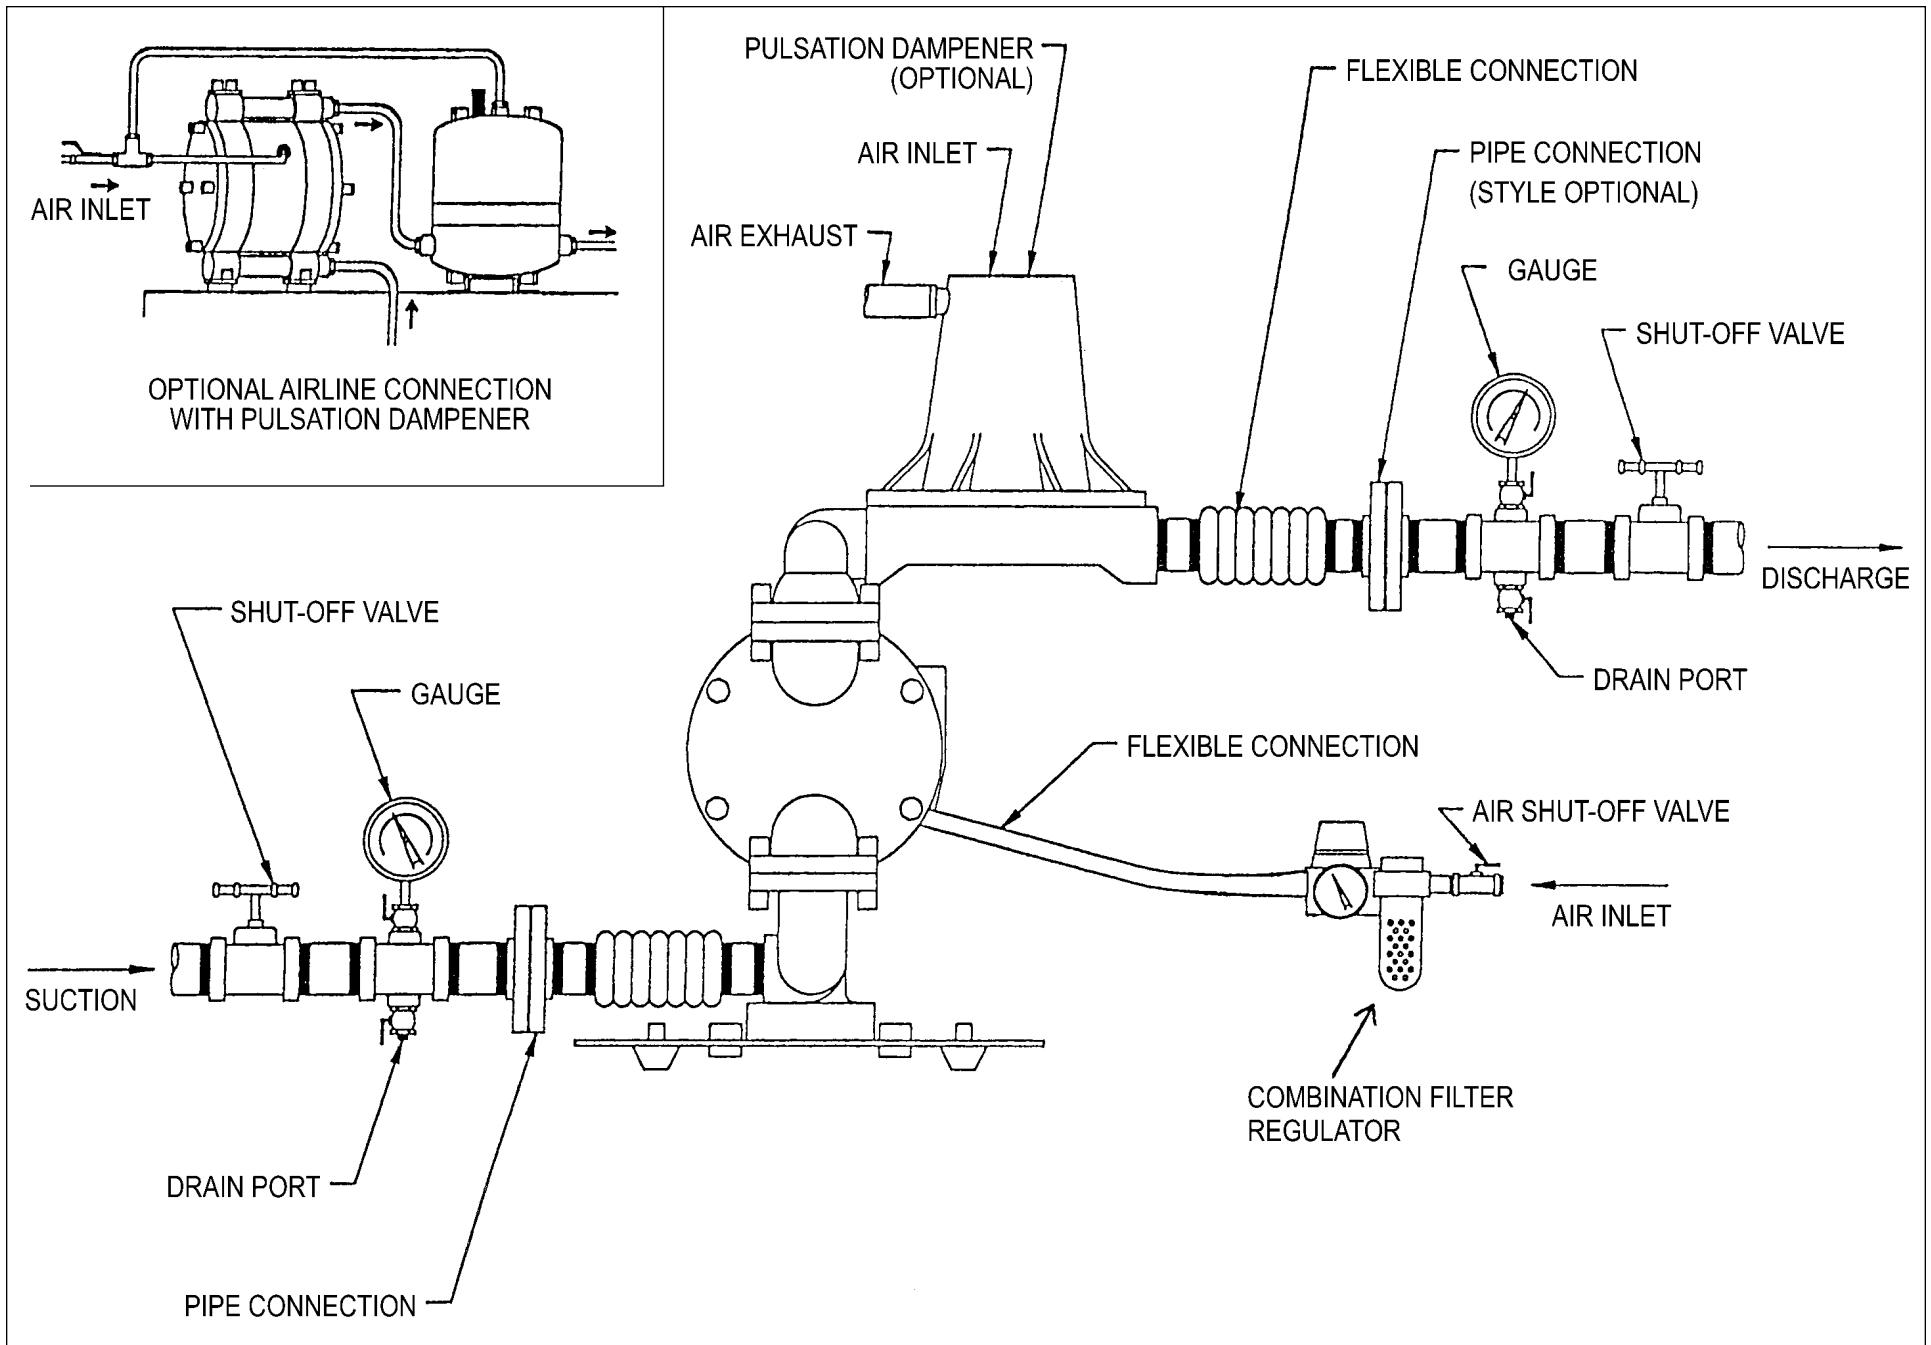 AIR INLET
OPTIONAL AIRLINE CONNECTION
WITH PULSATION DAMPENER
PULSATION DAMPENER
(OPTIONAL)
FLEXIBLE CONNECTION
AIR INLET
PIPE CONNECTION
(STYLE OPTIONAL)
AIR EXHAUST
GAUGE
SHUT-OFF VALVE
DISCHARGE
DRAIN PORT
SHUT-OFF VALVE
GAUGE
FLEXIBLE CONNECTION
AIR SHUT-OFF VALVE
AIR INLET
SUCTION
COMBINATION FILTER
REGULATOR
DRAIN PORT
PIPE CONNECTION